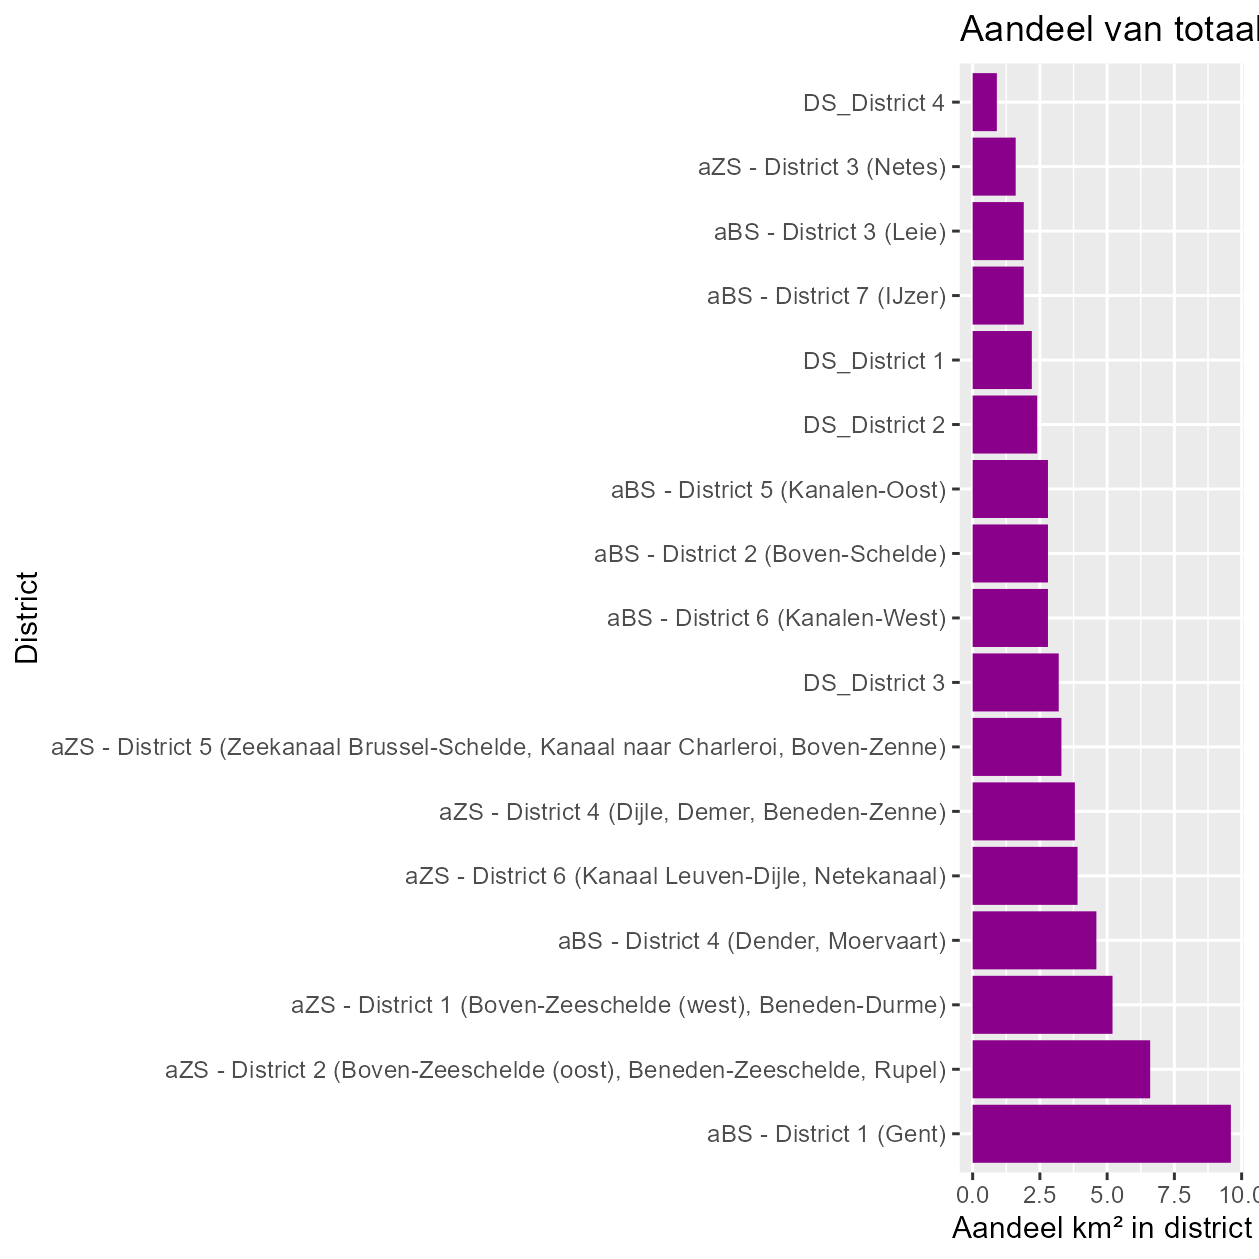 Aandeel van totaal
DS_District 4
aZS - District 3 (Netes)
aBS - District 3 (Leie)
aBS - District 7 (IJzer)
DS_District 1
DS_District 2
aBS - District 5 (Kanalen-Oost)
aBS - District 2 (Boven-Schelde)
aBS - District 6 (Kanalen-West)
DS_District 3
aZS - District 5 (Zeekanaal Brussel-Schelde, Kanaal naar Charleroi, Boven-Zenne)
aZS - District 4 (Dijle, Demer, Beneden-Zenne)
aZS - District 6 (Kanaal Leuven-Dijle, Netekanaal)
aBS - District 4 (Dender, Moervaart)
aZS - District 1 (Boven-Zeeschelde (west), Beneden-Durme)
aZS - District 2 (Boven-Zeeschelde (oost), Beneden-Zeeschelde, Rupel)
aBS - District 1 (Gent)
District
0.0 2.5 5.0 7.5 10.0
Aandeel km² in district